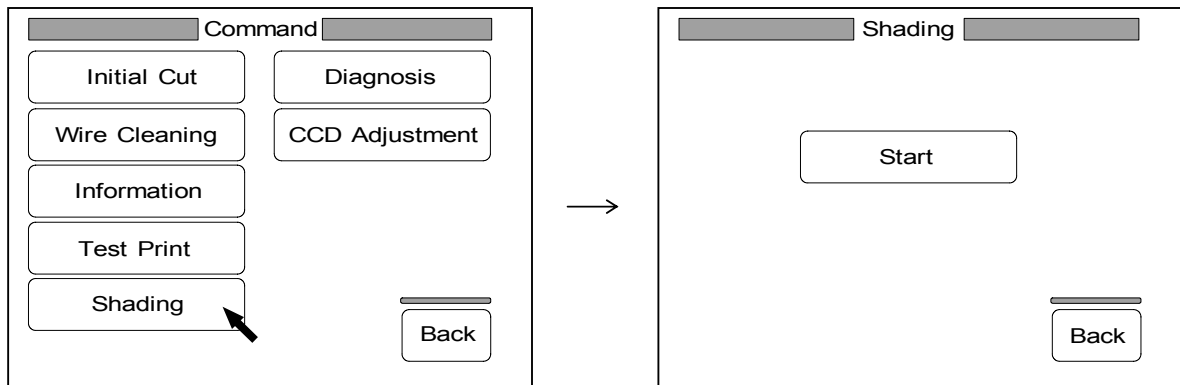 Command
Initial Cut
Diagnosis
Wire Cleaning
CCD Adjustment
Information
Test Print
Shading
Back
Shading
Start
Back